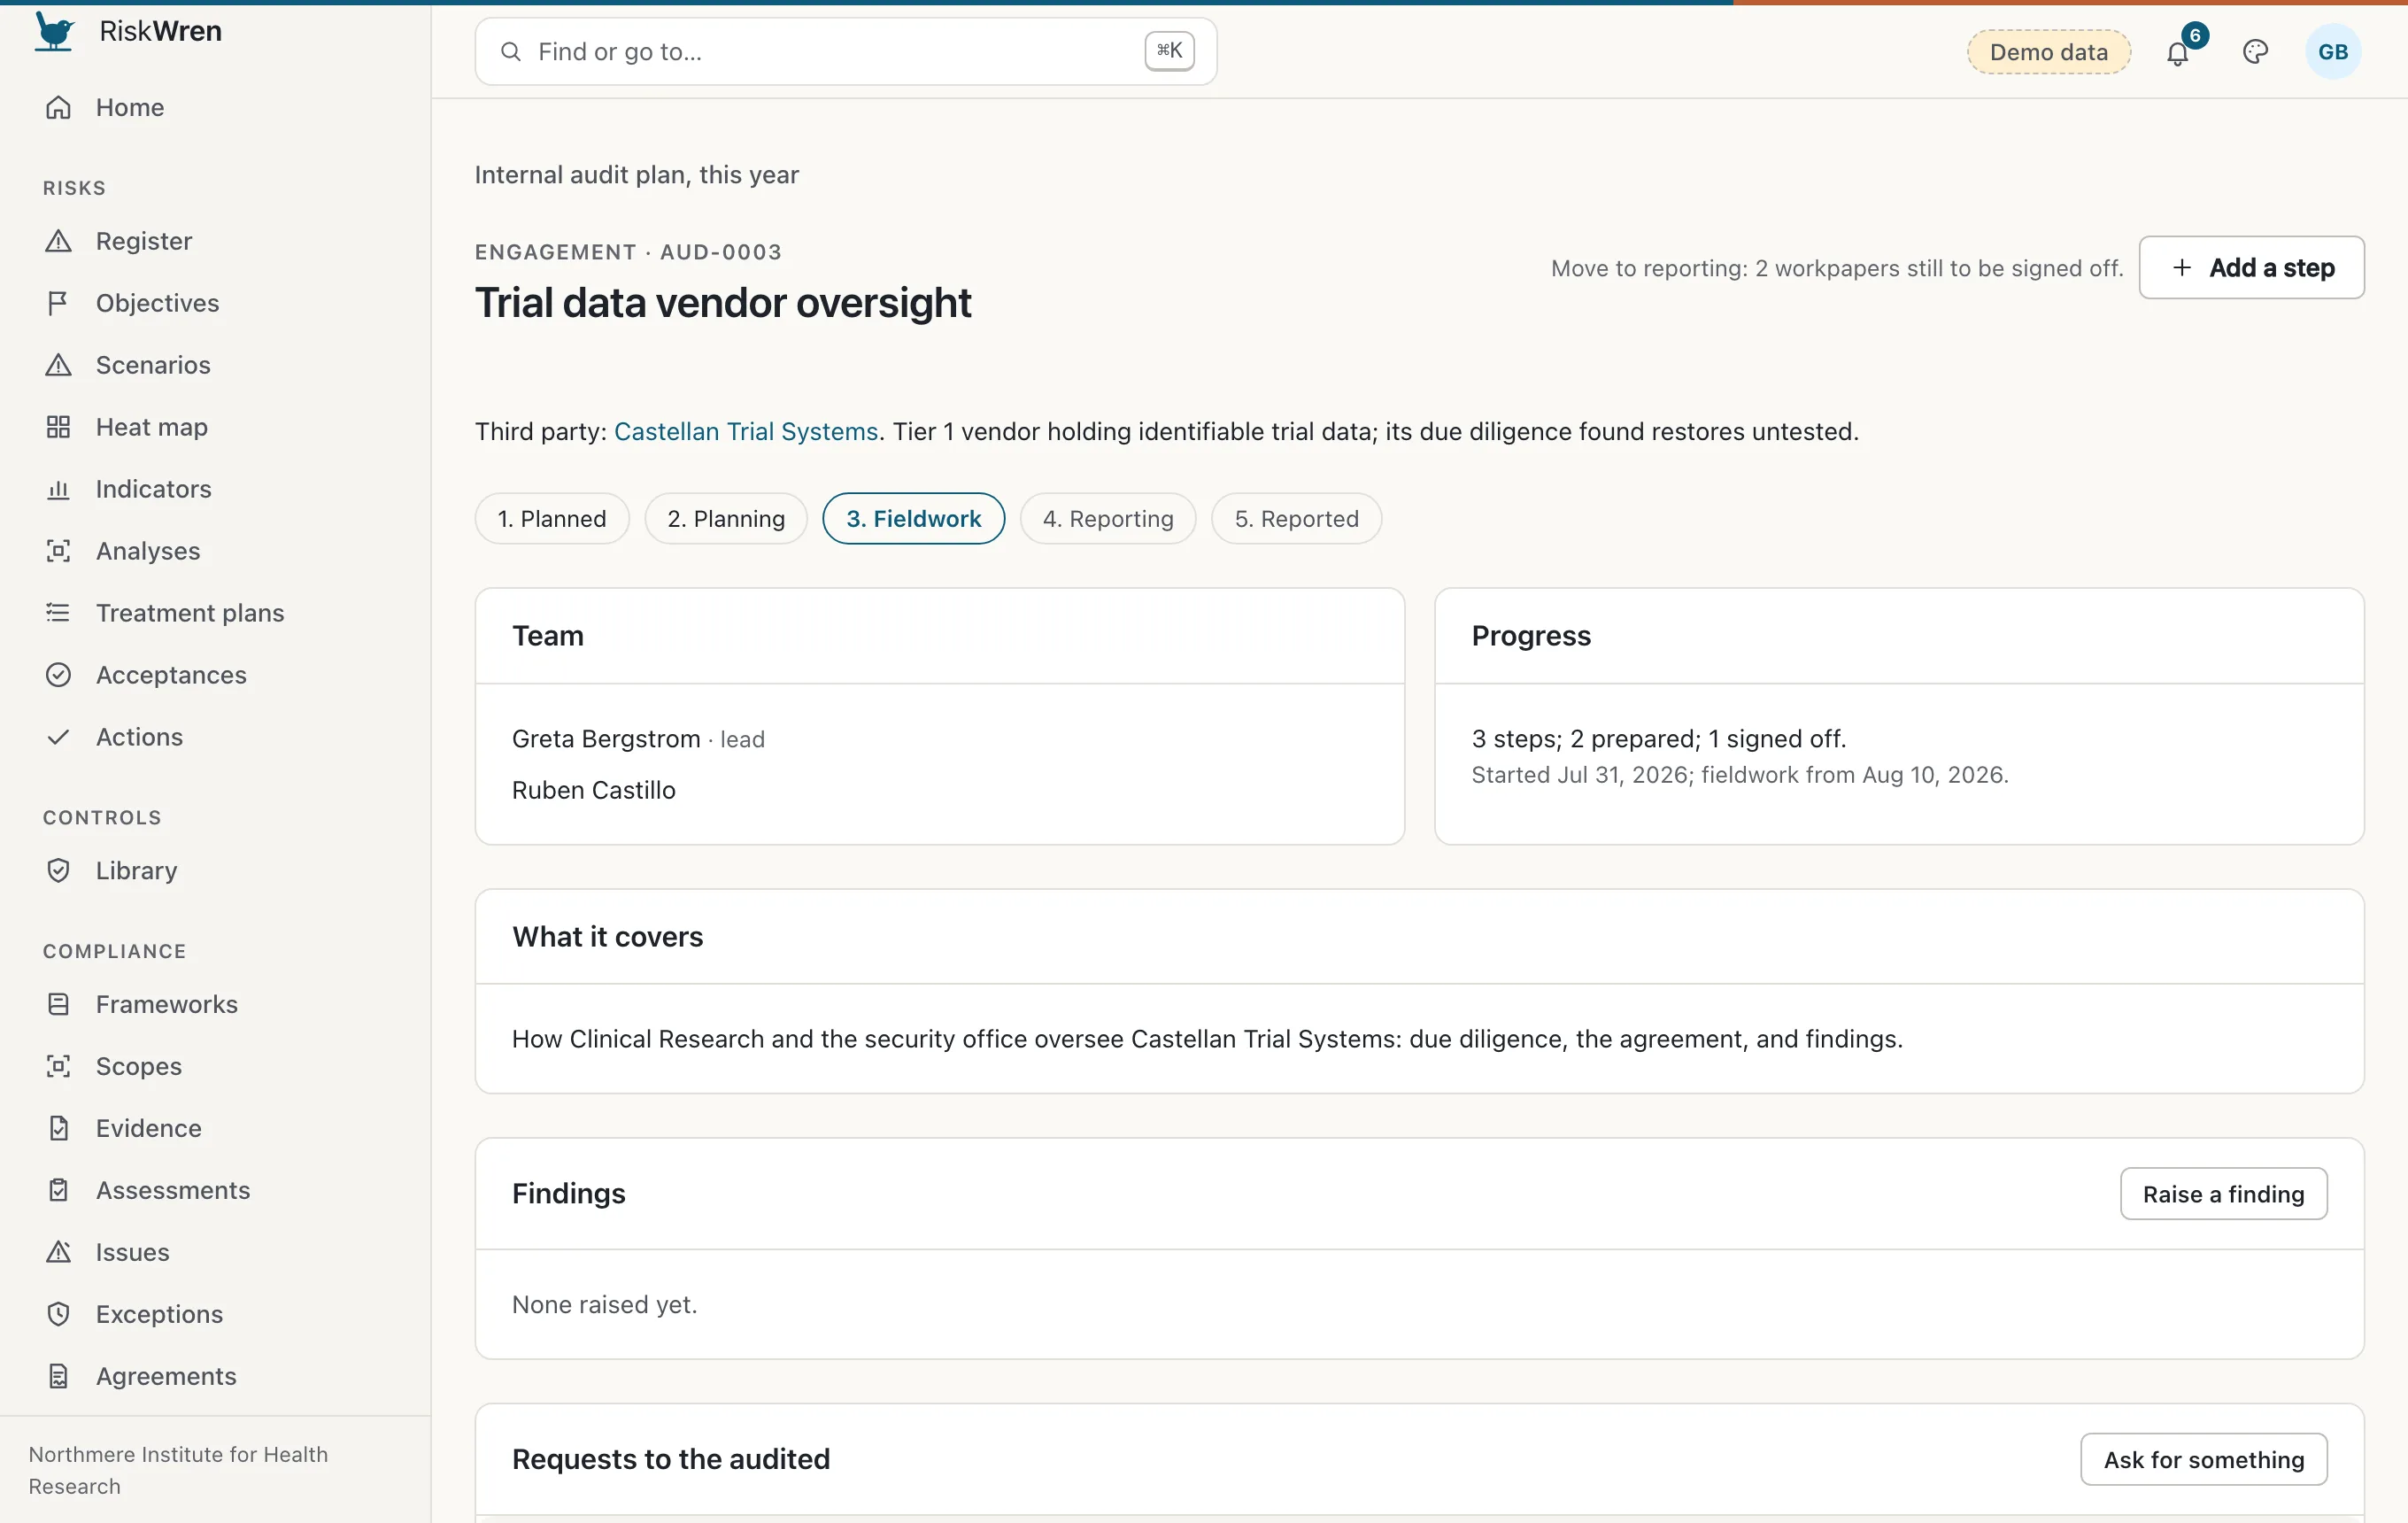 RiskWren
Find or go to...
⌘K
Demo data
6
GB
Home
RISKS
Register
Objectives
Scenarios
Heat map
Indicators
Analyses
Treatment plans
Acceptances
Actions
CONTROLS
Library
COMPLIANCE
Frameworks
Scopes
Evidence
Assessments
Issues
Exceptions
Agreements
Northmere Institute for Health
Research
Internal audit plan, this year
ENGAGEMENT · AUD-0003
Trial data vendor oversight
Move to reporting: 2 workpapers still to be signed off.
Add a step
Third party: Castellan Trial Systems. Tier 1 vendor holding identifiable trial data; its due diligence found restores untested.
1. Planned
2. Planning
3. Fieldwork
4. Reporting
5. Reported
Team
Greta Bergstrom · lead
Ruben Castillo
Progress
3 steps; 2 prepared; 1 signed off.
Started Jul 31, 2026; fieldwork from Aug 10, 2026.
What it covers
How Clinical Research and the security office oversee Castellan Trial Systems: due diligence, the agreement, and findings.
Findings
Raise a finding
None raised yet.
Requests to the audited
Ask for something